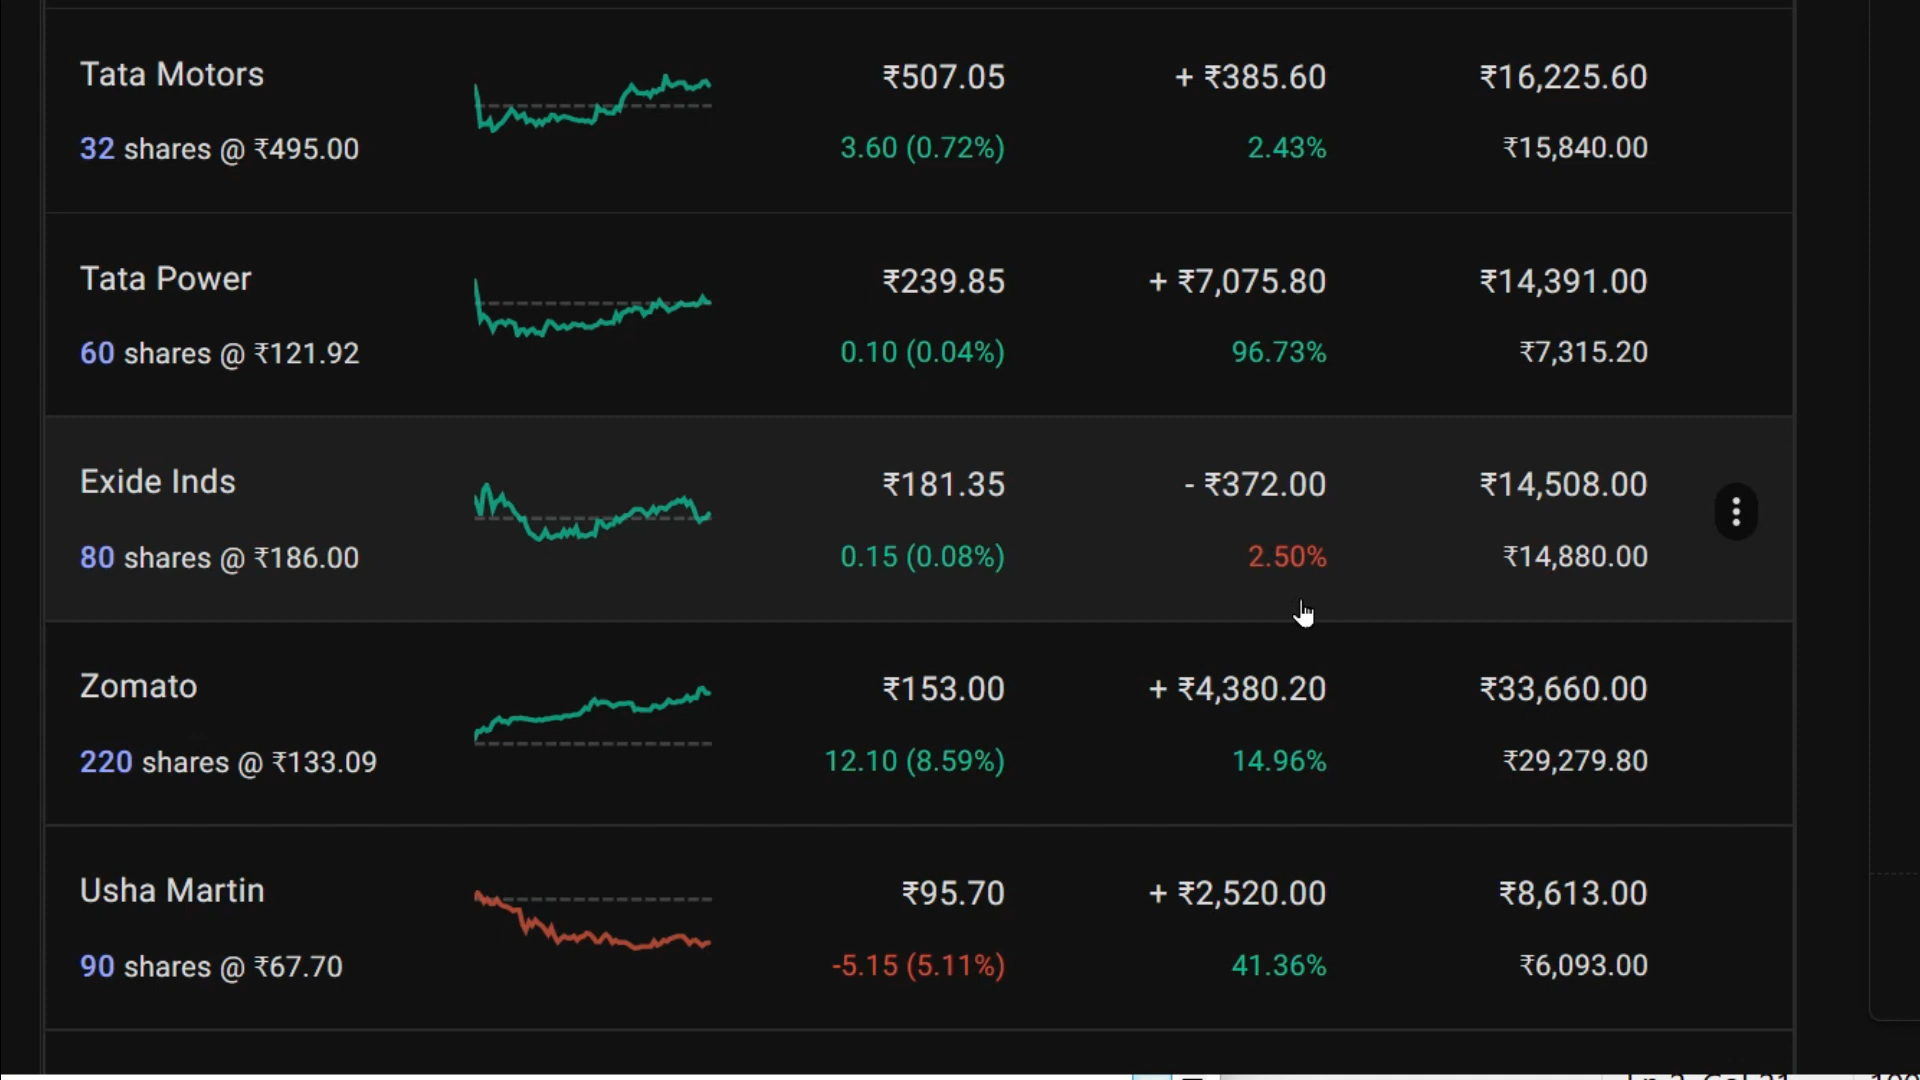 Tata Motors ₹507.05 + ₹385.60 ₹16,225.60
32 shares @ ₹495.00 3.60 (0.72%) 2.43% ₹15,840.00
Tata Power ₹239.85 + ₹7,075.80 ₹14,391.00
60 shares @ ₹121.92 0.10 (0.04%) 96.73% ₹7,315.20
Exide Inds ₹181.35 - ₹372.00 ₹14,508.00
80 shares @ ₹186.00 0.15 (0.08%) 2.50% ₹14,880.00
Zomato ₹153.00 + ₹4,380.20 ₹33,660.00
220 shares @ ₹133.09 12.10 (8.59%) 14.96% ₹29,279.80
Usha Martin ₹95.70 + ₹2,520.00 ₹8,613.00
90 shares @ ₹67.70 -5.15 (5.11%) 41.36% ₹6,093.00